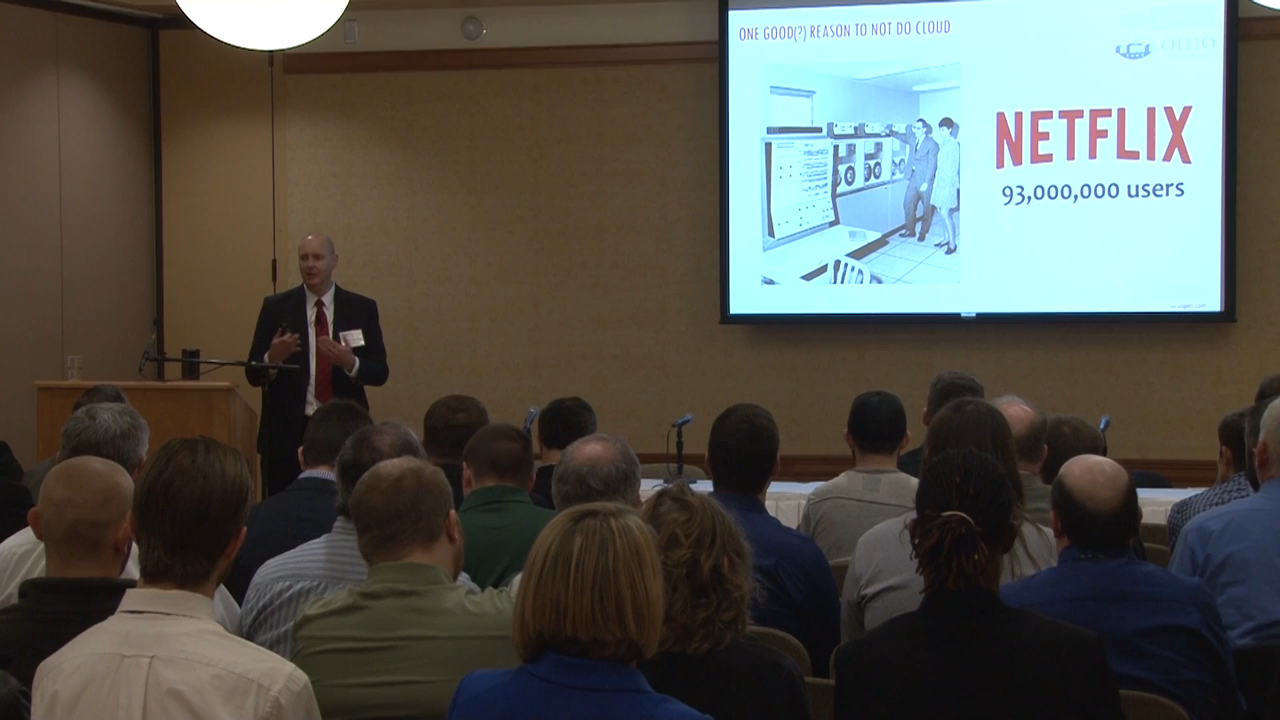 ONE GOOD(?) REASON TO NOT DO CLOUD
NETFLIX
93,000,000 users